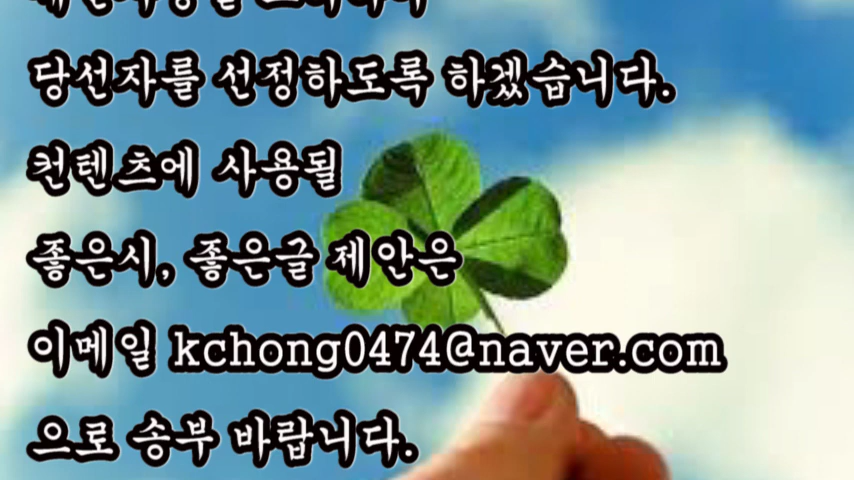 당선자를 선정하도록 하겠습니다.
컨텐츠에 사용될
좋은시, 좋은글 제안은
이메일 kchong0474@naver.com
으로 송부 바랍니다.